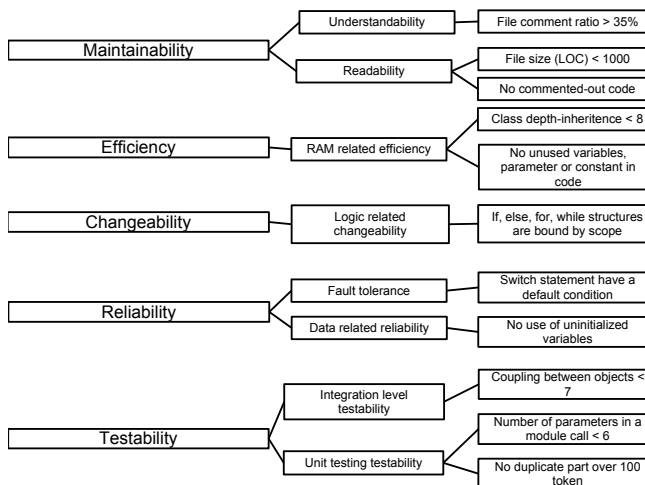 Understandability
File comment ratio > 35%
Maintainability
Readability
File size (LOC) < 1000
No commented-out code
Class depth-inheritence < 8
Efficiency
RAM related efficiency
No unused variables,
parameter or constant in
code
Changeability
Logic related
changeability
If, else, for, while structures
are bound by scope
Fault tolerance
Switch statement have a
default condition
Reliability
Data related reliability
No use of uninitialized
variables
Integration level
testability
Coupling between objects <
7
Testability
Number of parameters in a
module call < 6
Unit testing testability
No duplicate part over 100
token